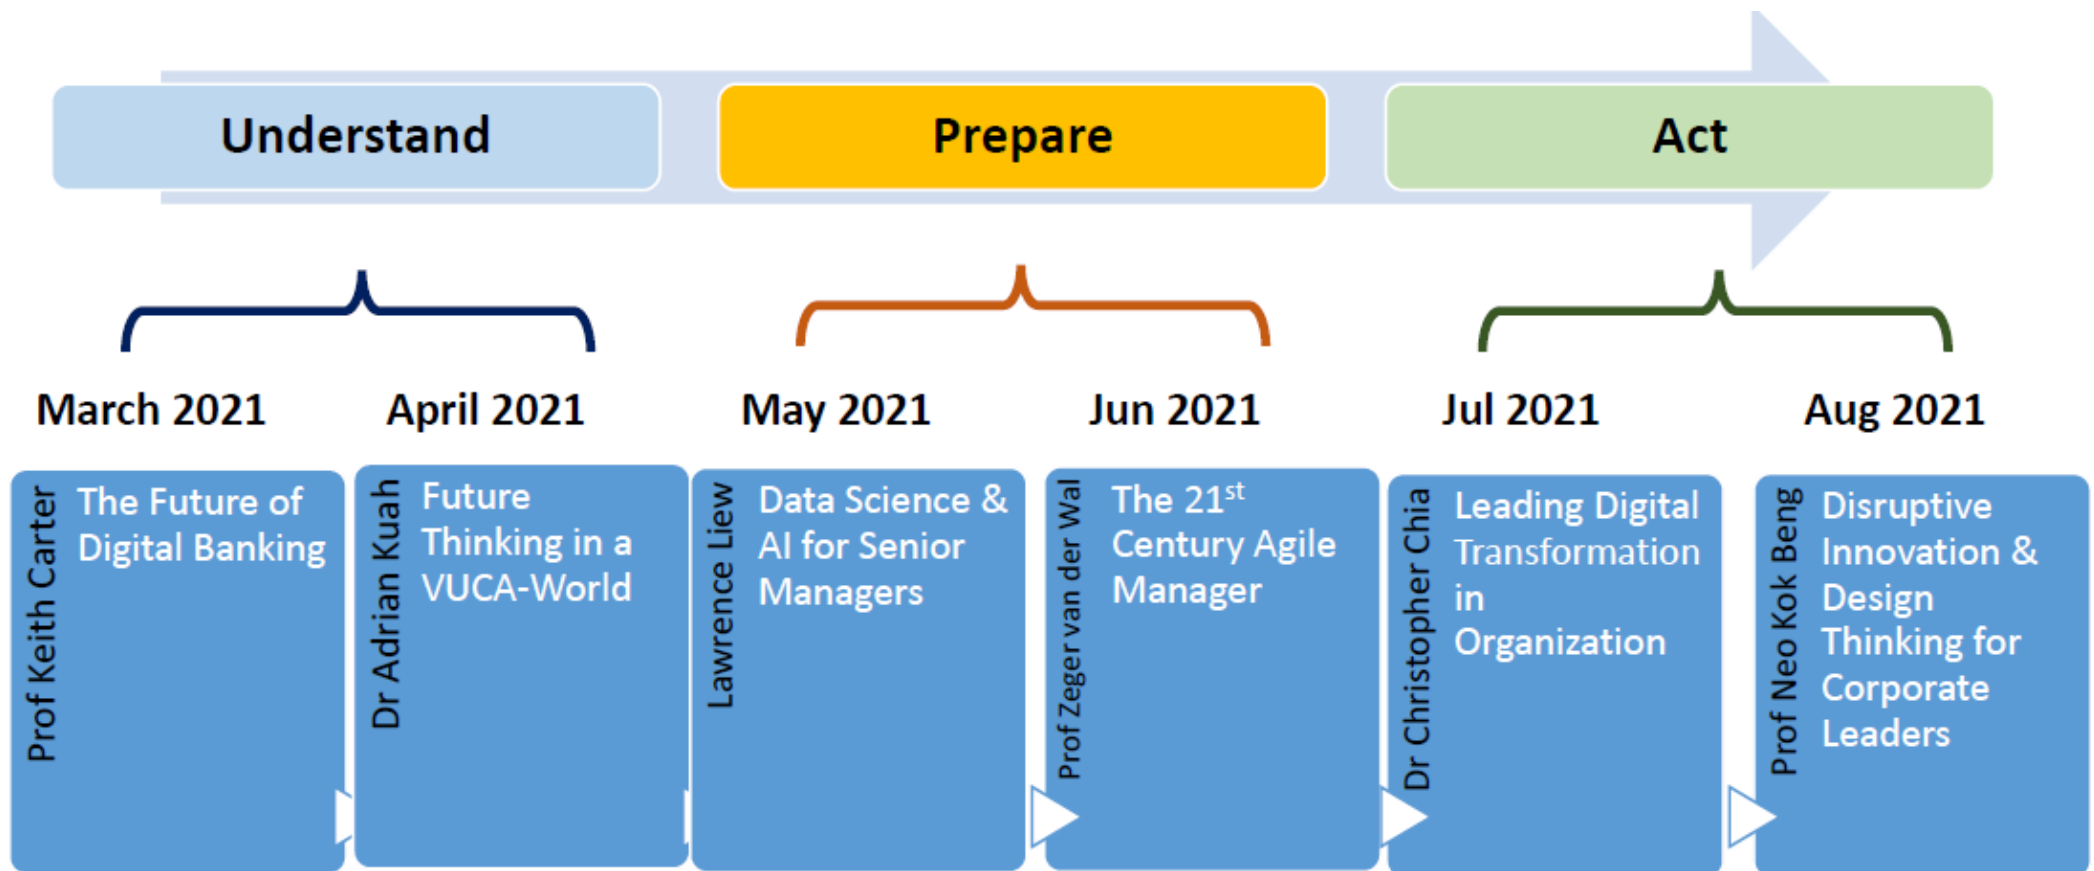 Understand
Prepare
Act
March 2021
April 2021
May 2021
Jun 2021
Jul 2021
Aug 2021
Prof Keith Carter
The Future of
Digital Banking
Dr Adrian Kuah
Future
Thinking in a
VUCA-World
Lawrence Liew
Data Science &
AI for Senior
Managers
Prof Zeger van der Wal
The 21st
Century Agile
Manager
Dr Christopher Chia
Leading Digital
Transformation
in
Organization
Prof Neo Kok Beng
Disruptive
Innovation &
Design
Thinking for
Corporate
Leaders